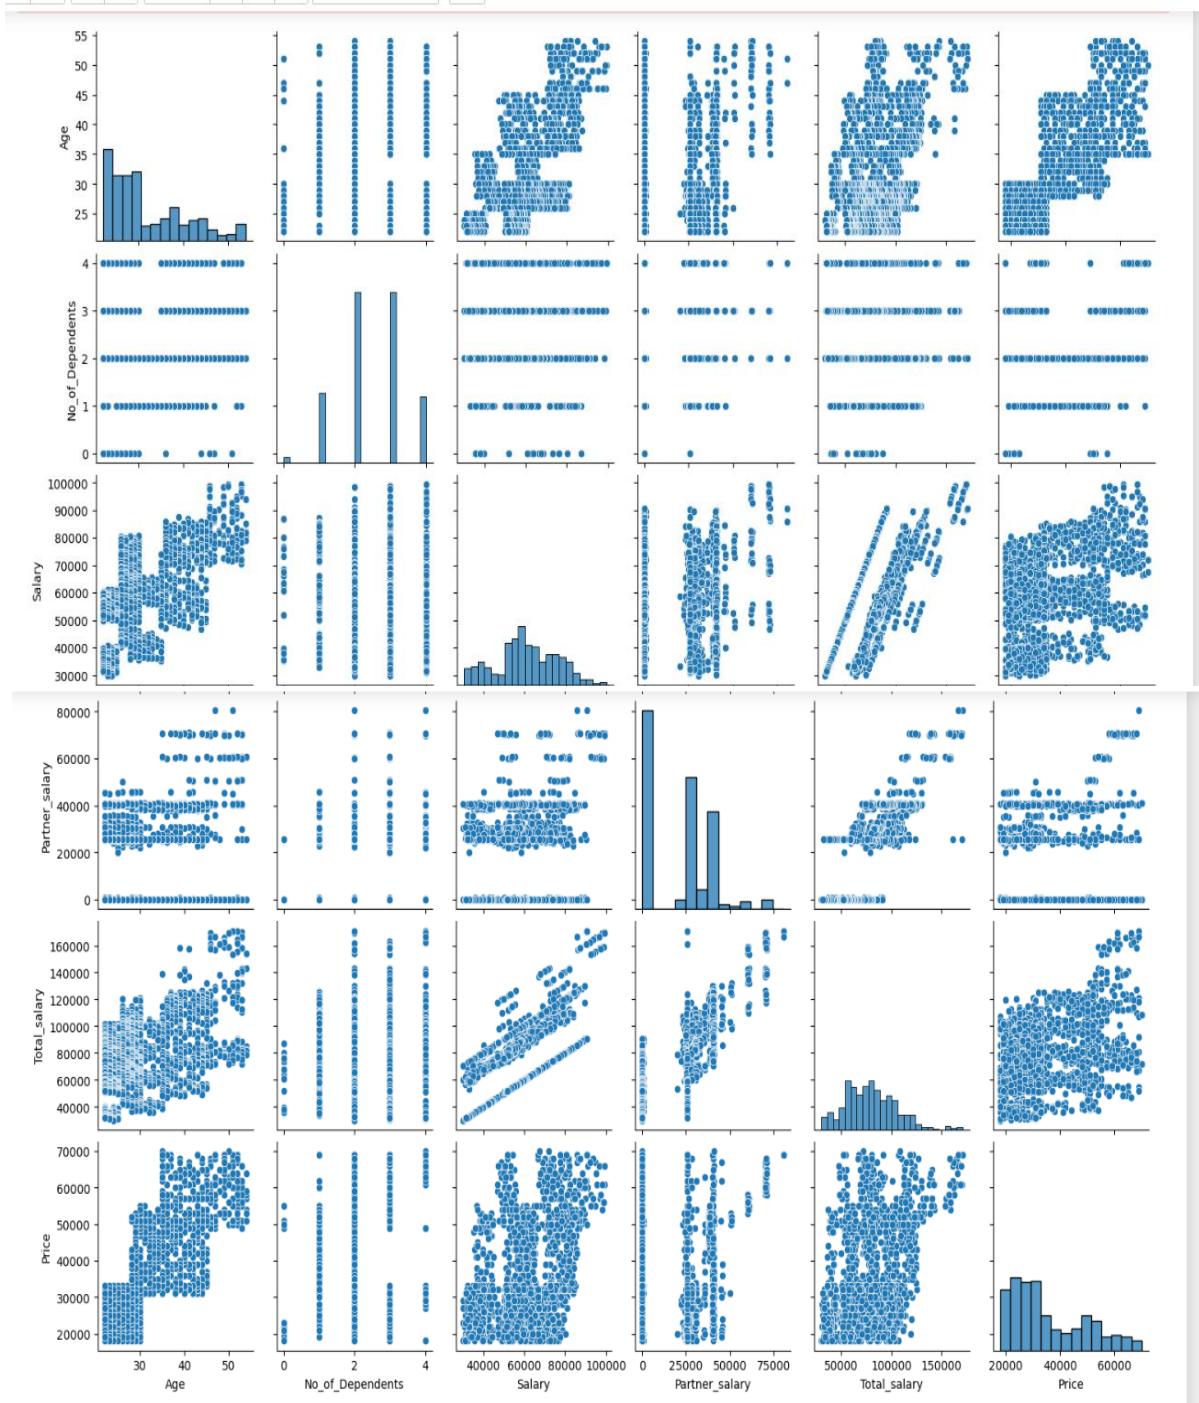 55
50
45
40
35
30
25
Age
4
3
2
1
0
No_of_Dependents
100000
90000
80000
70000
60000
50000
40000
30000
Salary
80000
60000
40000
20000
0
Partner_salary
160000
140000
120000
100000
80000
60000
40000
Total_salary
70000
60000
50000
40000
30000
20000
Price
30 40 50
0 2 4
40000 60000 80000 100000
0 25000 50000 75000
50000 100000 150000
20000 40000 60000
Age No_of_Dependents Salary Partner_salary Total_salary Price